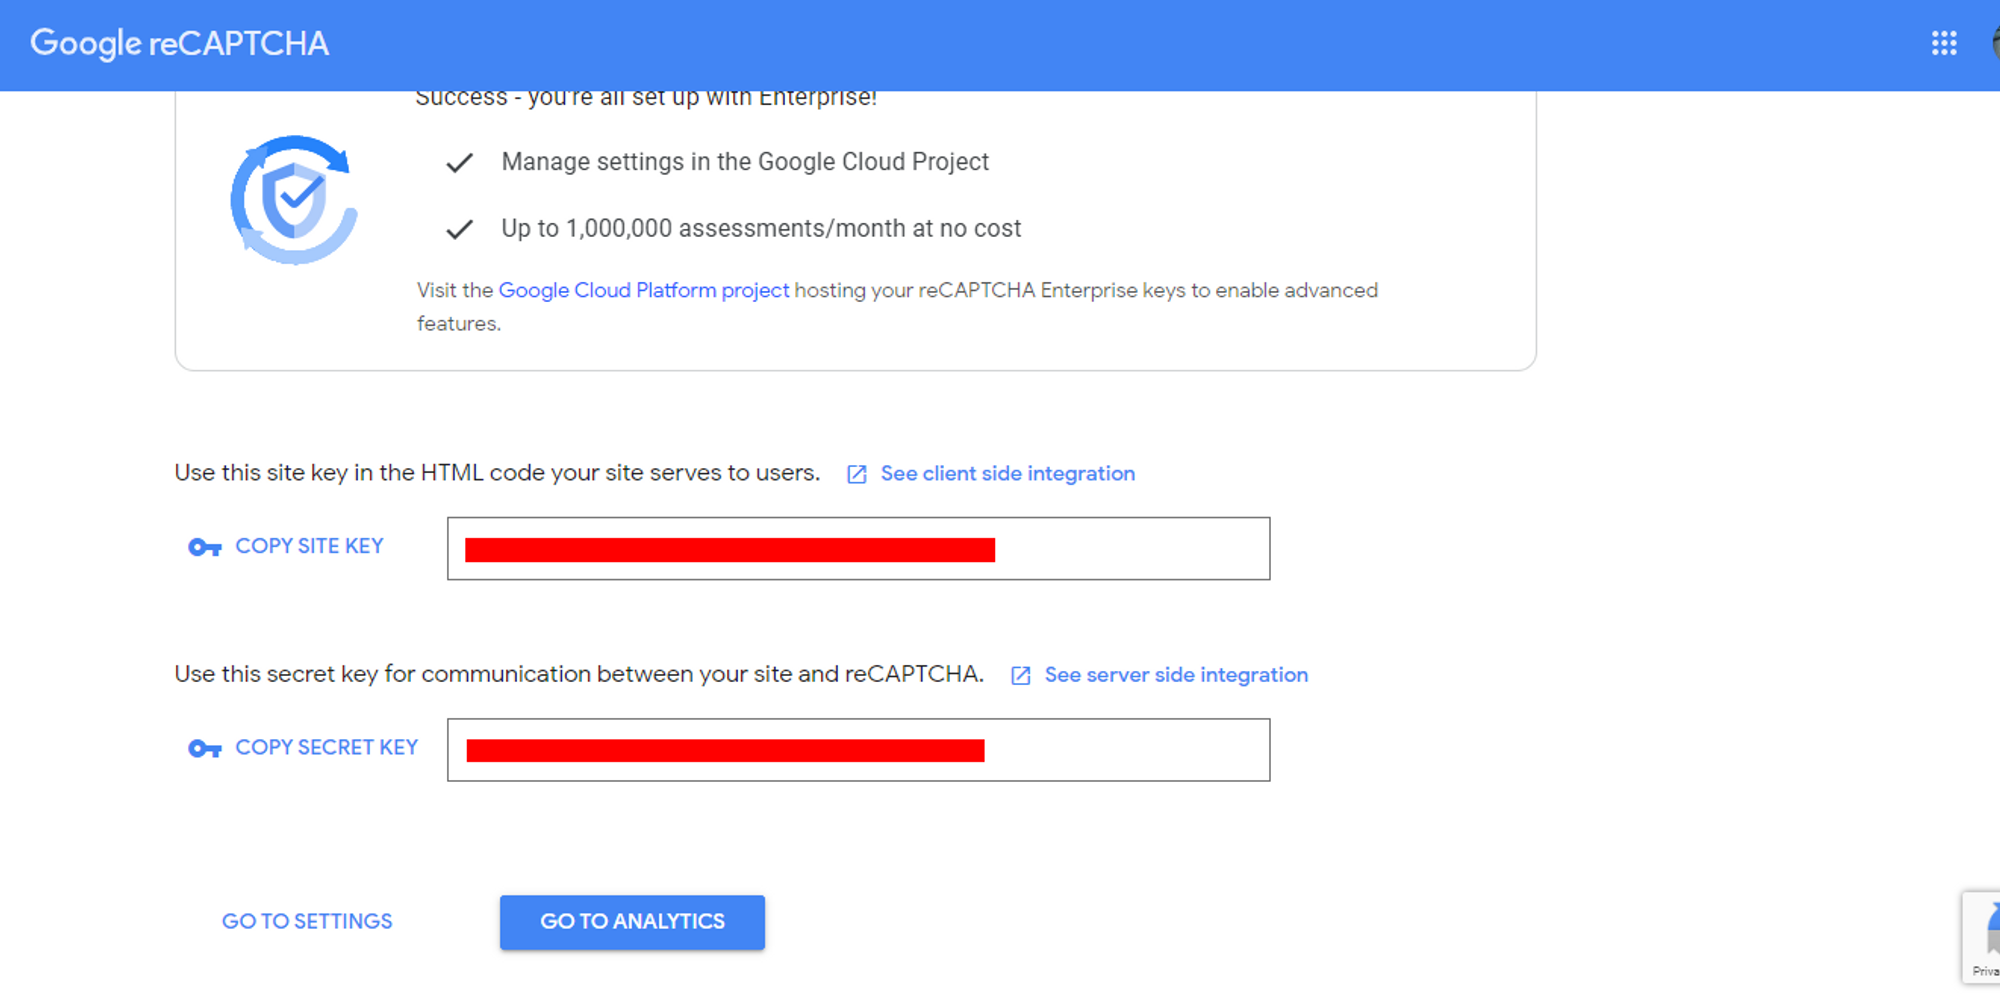 Google reCAPTCHA
Success - you're all set up with Enterprise!
Manage settings in the Google Cloud Project
Up to 1,000,000 assessments/month at no cost
Visit the Google Cloud Platform project hosting your reCAPTCHA Enterprise keys to enable advanced
features.
Use this site key in the HTML code your site serves to users. See client side integration
COPY SITE KEY
Use this secret key for communication between your site and reCAPTCHA. See server side integration
COPY SECRET KEY
GO TO SETTINGS GO TO ANALYTICS